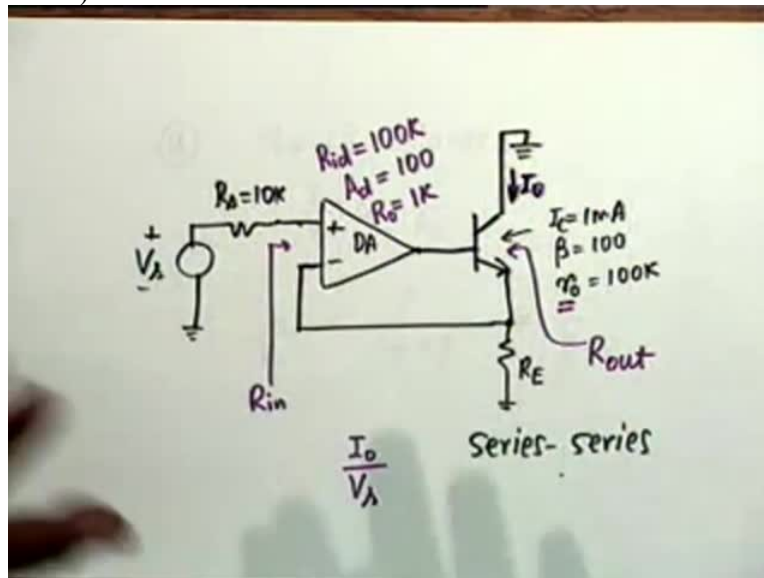 Rid = 100K
Ad = 100
Ro = 1K
Rs = 10K
+
Vs
-
+
-
DA
Io
Ic = 1mA
β = 100
ro = 100K
Rin
RE
Rout
Io
Vs
Series - series